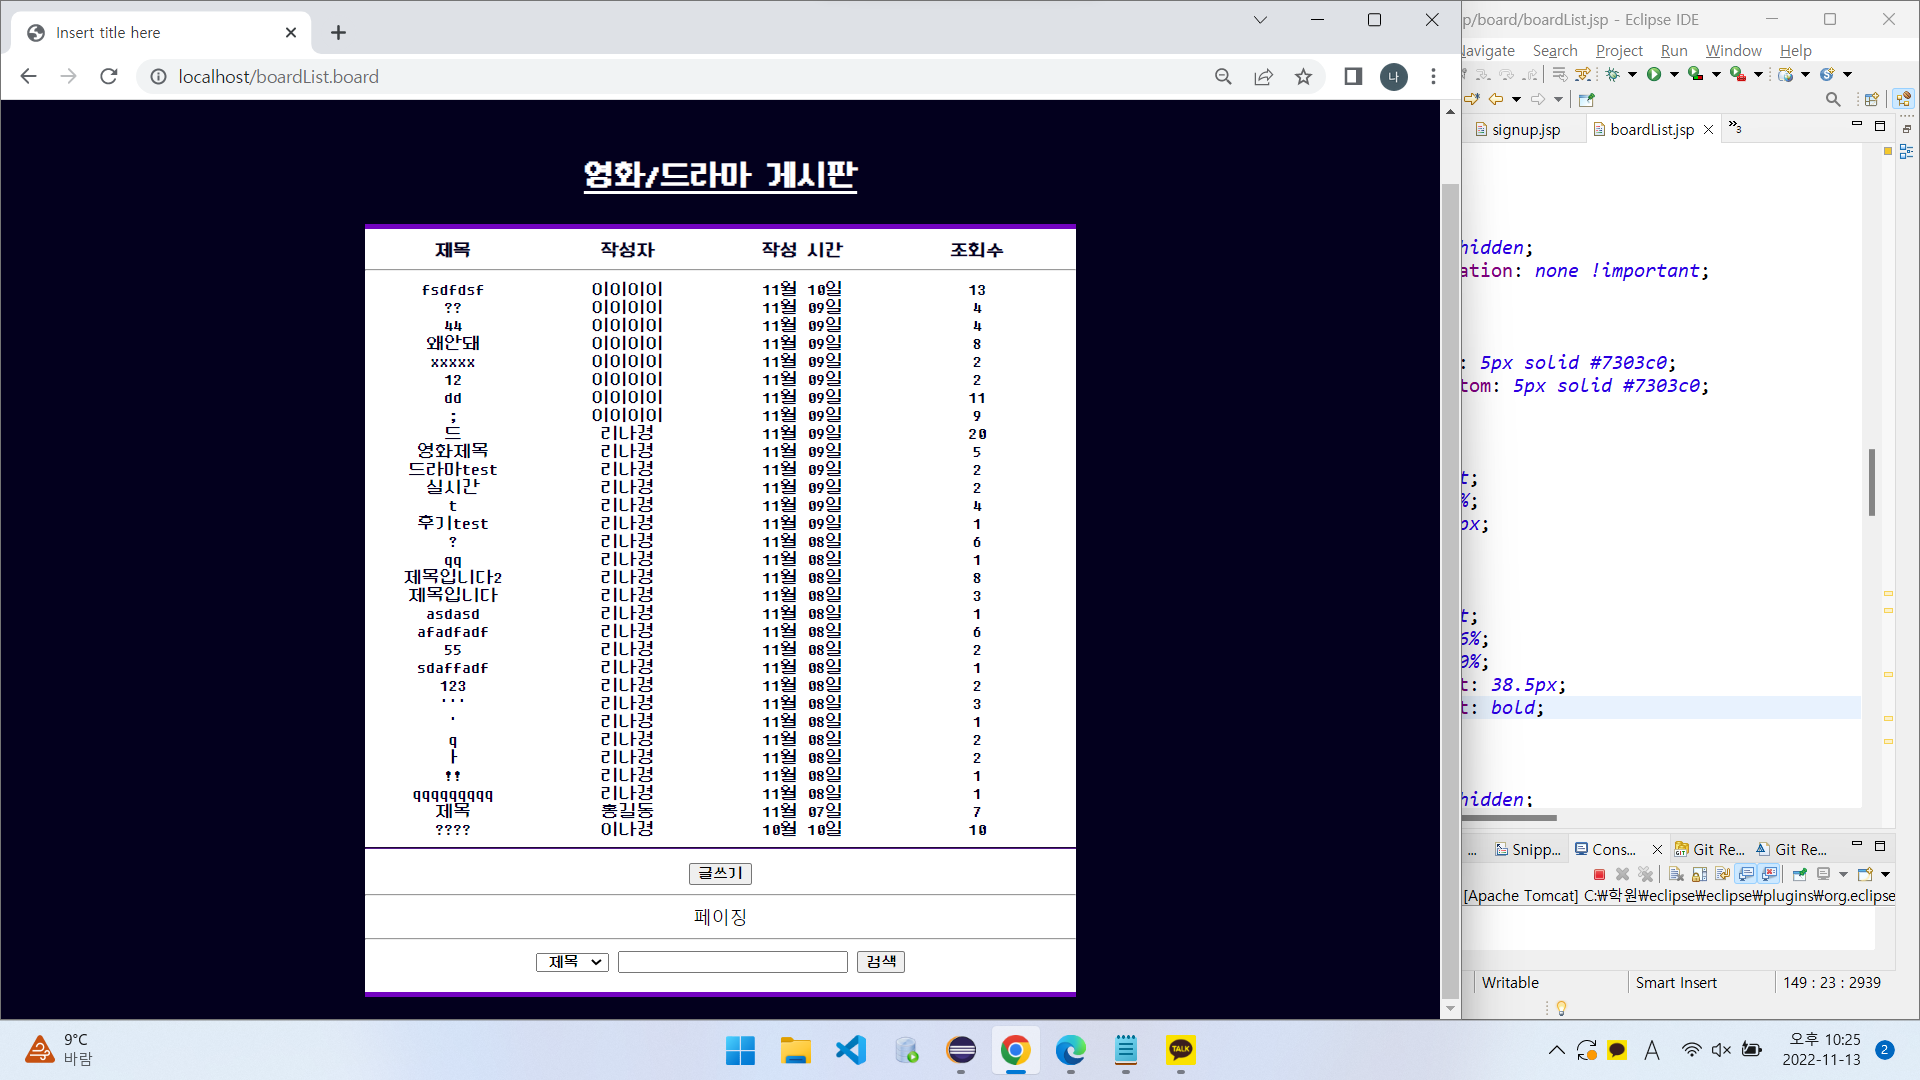 Insert title here
localhost/boardList.board
나
영화/드라마 게시판
제목 작성자 작성 시간 조회수
fsdfdsf 이이이이 11월 10일 13
?? 이이이이 11월 09일 4
44 이이이이 11월 09일 4
왜안돼 이이이이 11월 09일 8
xxxxx 이이이이 11월 09일 2
12 이이이이 11월 09일 2
dd 이이이이 11월 09일 11
; 이이이이 11월 09일 9
드 리나경 11월 09일 20
영화제목 리나경 11월 09일 5
드라마test 리나경 11월 09일 2
실시간 리나경 11월 09일 2
t 리나경 11월 09일 4
후기test 리나경 11월 09일 1
? 리나경 11월 08일 6
qq 리나경 11월 08일 1
제목입니다2 리나경 11월 08일 8
제목입니다 리나경 11월 08일 3
asdasd 리나경 11월 08일 1
afadfadf 리나경 11월 08일 6
55 리나경 11월 08일 2
sdaffadf 리나경 11월 08일 1
123 리나경 11월 08일 2
``` 리나경 11월 08일 3
` 리나경 11월 08일 1
q 리나경 11월 08일 2
ㅏ 리나경 11월 08일 2
!! 리나경 11월 08일 1
qqqqqqqqq 리나경 11월 08일 1
제목 홍길동 11월 07일 7
???? 이나경 10월 10일 10
글쓰기
페이징
제목 검색
p/board/boardList.jsp - Eclipse IDE
Navigate Search Project Run Window Help
signup.jsp boardList.jsp »3
hidden;
ation: none !important;
: 5px solid #7303c0;
tom: 5px solid #7303c0;
t;
%;
px;
t;
6%;
0%;
t: 38.5px;
t: bold;
hidden;
... Snipp... Cons... Git Re... Git Re...
[Apache Tomcat] C:₩학원₩eclipse₩eclipse₩plugins₩org.eclipse
Writable Smart Insert 149 : 23 : 2939
9°C
바람
TALK
A
오후 10:25
2022-11-13
2